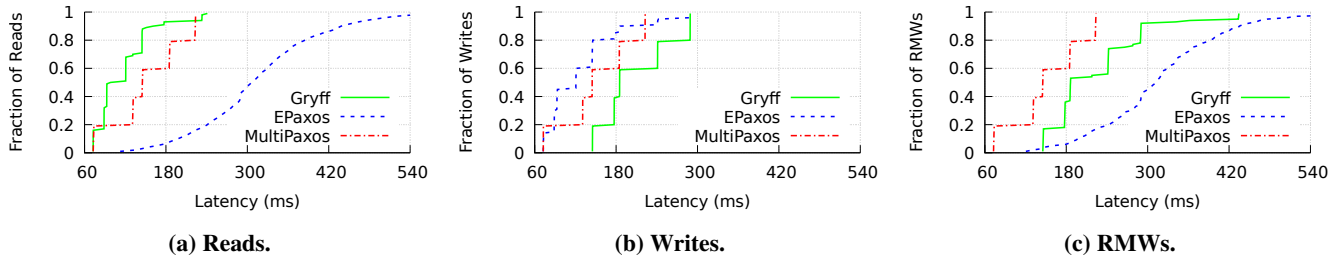 Fraction of Reads
1
0.8
0.6
0.4
0.2
0
Gryff
EPaxos
MultiPaxos
60 180 300 420 540
Latency (ms)
(a) Reads.
Fraction of Writes
1
0.8
0.6
0.4
0.2
0
Gryff
EPaxos
MultiPaxos
60 180 300 420 540
Latency (ms)
(b) Writes.
Fraction of RMWs
1
0.8
0.6
0.4
0.2
0
Gryff
EPaxos
MultiPaxos
60 180 300 420 540
Latency (ms)
(c) RMWs.